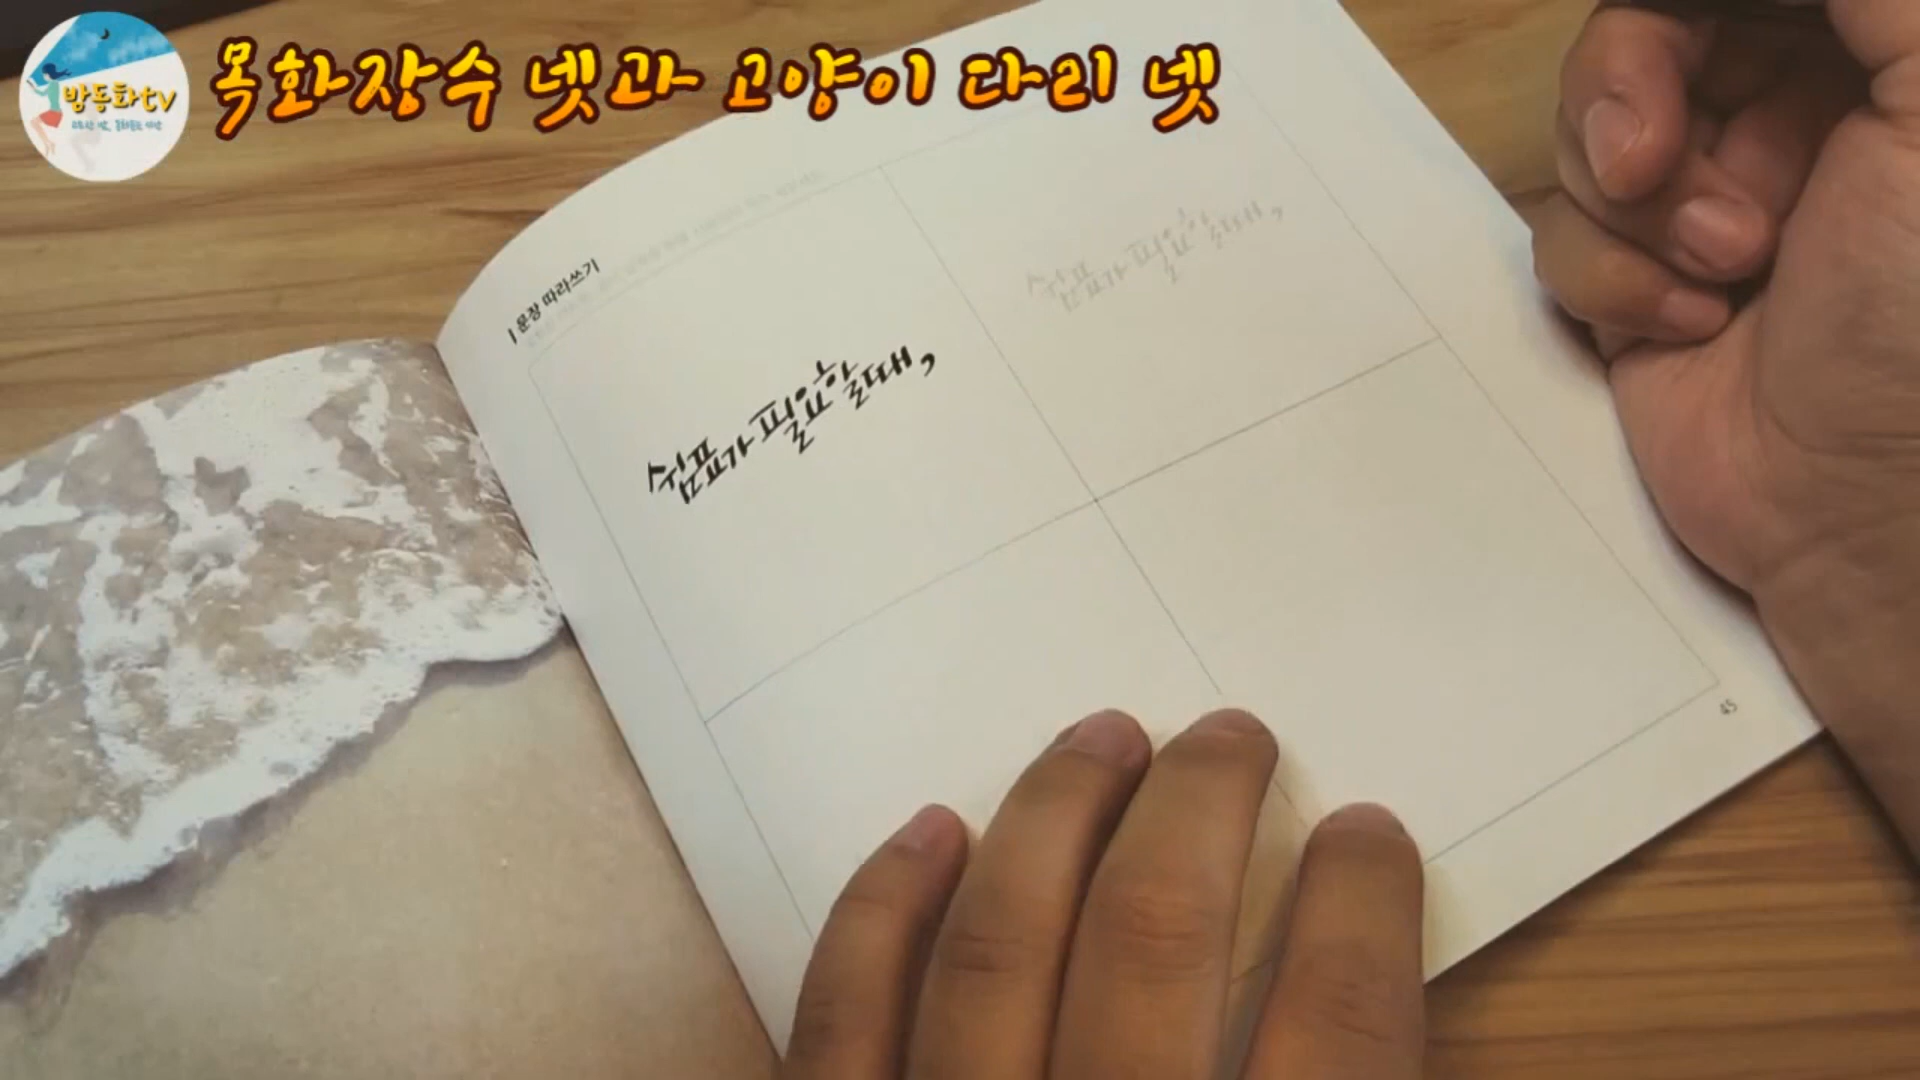 밤동화tv
목화장수 넷과 고양이 다리 넷
| 문장 따라쓰기
쉼표가 필요할때,
쉼표가 필요할때,
45